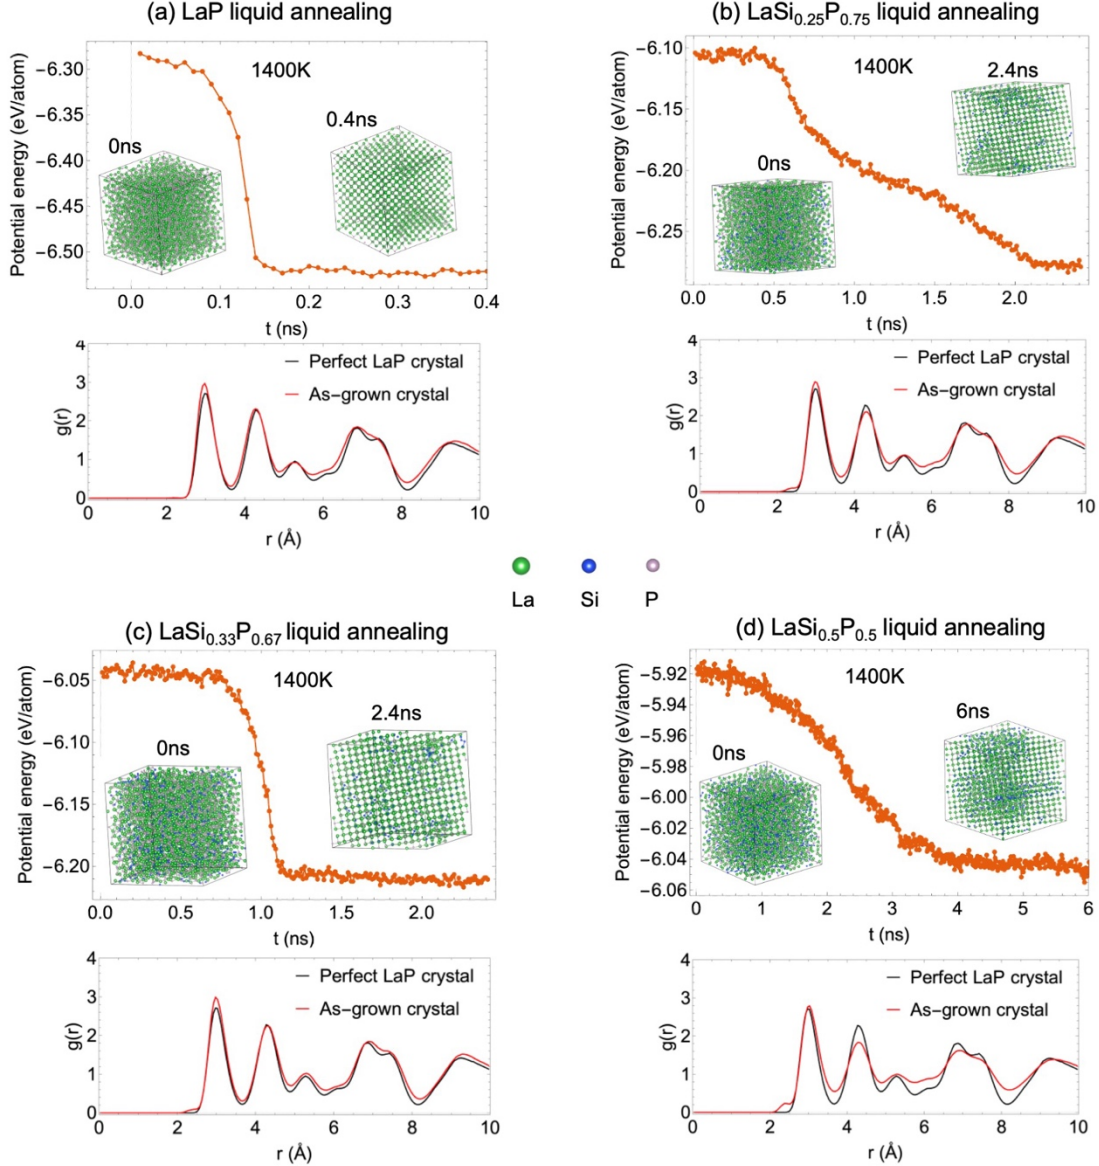 (a) LaP liquid annealing
Potential energy (eV/atom)
−6.30
−6.35
−6.40
−6.45
−6.50
1400K
0ns
0.4ns
0.0 0.1 0.2 0.3 0.4
t (ns)
g(r)
4
3
2
1
0
Perfect LaP crystal
As−grown crystal
0 2 4 6 8 10
r (Å)
(b) LaSi0.25P0.75 liquid annealing
Potential energy (eV/atom)
−6.10
−6.15
−6.20
−6.25
1400K
0ns
2.4ns
0.0 0.5 1.0 1.5 2.0
t (ns)
g(r)
4
3
2
1
0
Perfect LaP crystal
As−grown crystal
0 2 4 6 8 10
r (Å)
La Si P
(c) LaSi0.33P0.67 liquid annealing
Potential energy (eV/atom)
−6.05
−6.10
−6.15
−6.20
1400K
0ns
2.4ns
0.0 0.5 1.0 1.5 2.0
t (ns)
g(r)
4
3
2
1
0
Perfect LaP crystal
As−grown crystal
0 2 4 6 8 10
r (Å)
(d) LaSi0.5P0.5 liquid annealing
Potential energy (eV/atom)
−5.92
−5.94
−5.96
−5.98
−6.00
−6.02
−6.04
−6.06
1400K
0ns
6ns
0 1 2 3 4 5 6
t (ns)
g(r)
4
3
2
1
0
Perfect LaP crystal
As−grown crystal
0 2 4 6 8 10
r (Å)